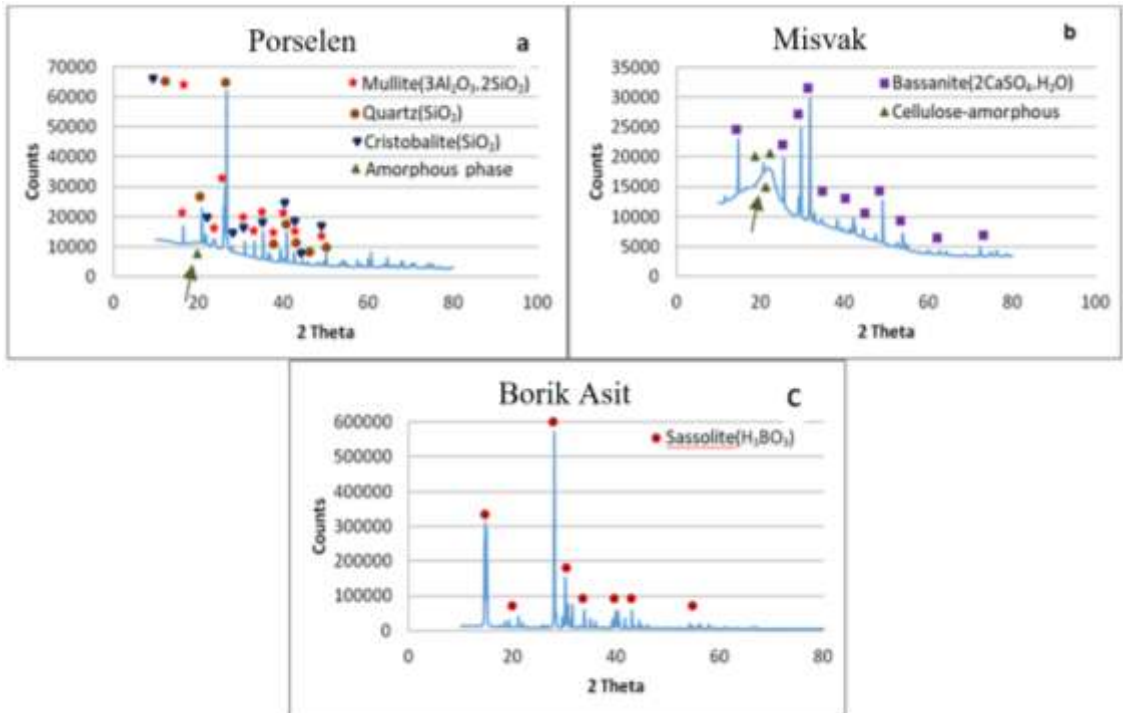 Porselen
a
70000
60000
50000
40000
30000
20000
10000
0
Counts
Mullite(3Al₂O₃.2SiO₂)
Quartz(SiO₂)
Cristobalite(SiO₂)
Amorphous phase
0 20 40 60 80 100
2 Theta
Misvak
b
35000
30000
25000
20000
15000
10000
5000
0
Counts
Bassanite(2CaSO₄.H₂O)
Cellulose-amorphous
0 20 40 60 80 100
2 Theta
Borik Asit
C
600000
500000
400000
300000
200000
100000
0
Counts
Sassolite(H₃BO₃)
0 20 40 60 80
2 Theta